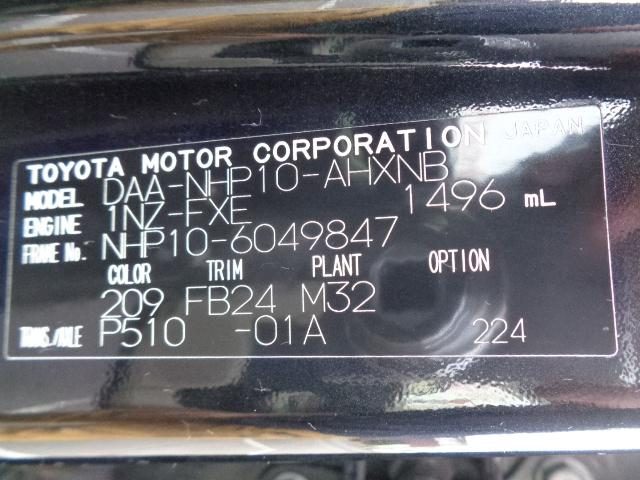 TOYOTA MOTOR CORPORATION JAPAN
MODEL DAA-NHP10-AHXNB
ENGINE 1NZ-FXE 1496 mL
FRAME No. NHP10-6049847
COLOR TRIM PLANT OPTION
209 FB24 M32
TRANS./AXLE P510 -01A 224